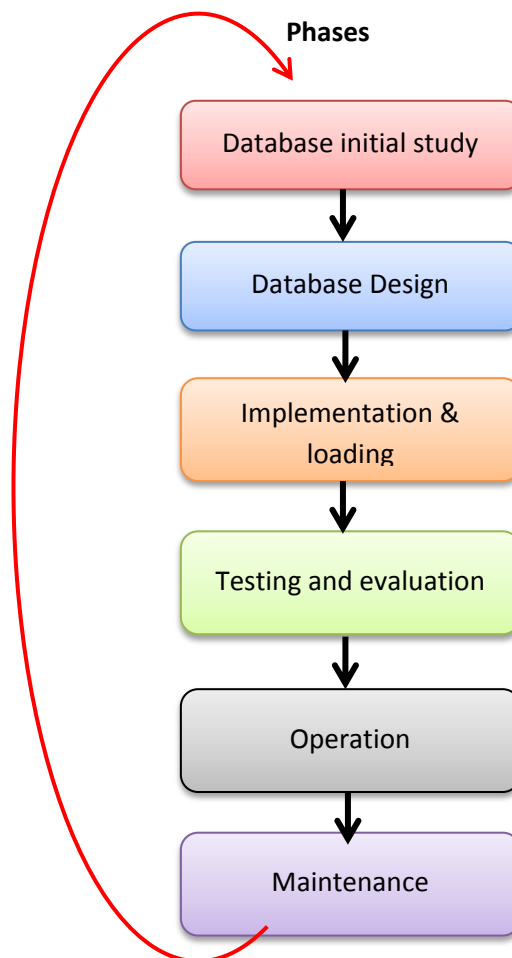 Phases
Database initial study
Database Design
Implementation &
loading
Testing and evaluation
Operation
Maintenance